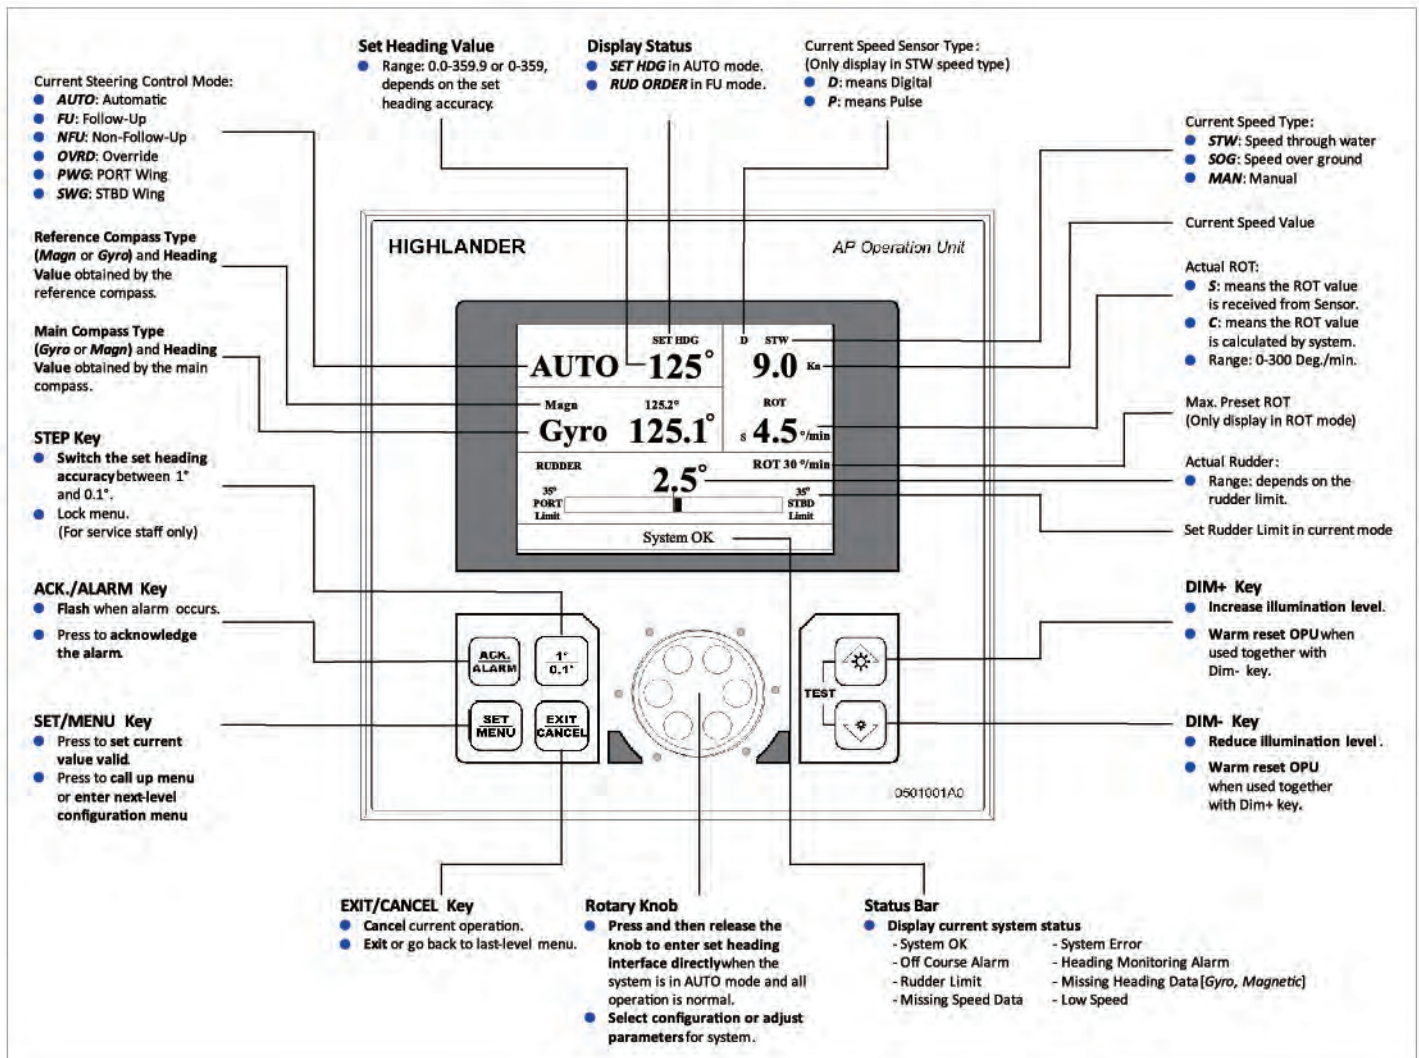 Set Heading Value
Range: 0.0-359.9 or 0-359,
depends on the set
heading accuracy.
Display Status
SET HDG in AUTO mode.
RUD ORDER in FU mode.
Current Speed Sensor Type:
(Only display in STW speed type)
D: means Digital
P: means Pulse
Current Steering Control Mode:
AUTO: Automatic
FU: Follow-Up
NFU: Non-Follow-Up
OVRD: Override
PWG: PORT Wing
SWG: STBD Wing
Reference Compass Type
(Magn or Gyro) and Heading
Value obtained by the
reference compass.
Main Compass Type
(Gyro or Magn) and Heading
Value obtained by the main
compass.
STEP Key
Switch the set heading
accuracy between 1°
and 0.1°.
Lock menu.
(For service staff only)
ACK./ALARM Key
Flash when alarm occurs.
Press to acknowledge
the alarm.
SET/MENU Key
Press to set current
value valid.
Press to call up menu
or enter next-level
configuration menu
HIGHLANDER
AP Operation Unit
SET HDG
AUTO 125°
D STW
9.0 Kn
Magn 125.2°
Gyro 125.1°
ROT
S 4.5 °/min
RUDDER
2.5°
ROT 30 °/min
35°
PORT
Limit
35°
STBD
Limit
System OK
ACK.
ALARM
1°
0.1°
SET
MENU
EXIT
CANCEL
TEST
0501001A0
Current Speed Type:
STW: Speed through water
SOG: Speed over ground
MAN: Manual
Current Speed Value
Actual ROT:
S: means the ROT value
is received from Sensor.
C: means the ROT value
is calculated by system.
Range: 0-300 Deg./min.
Max. Preset ROT
(Only display in ROT mode)
Actual Rudder:
Range: depends on the
rudder limit.
Set Rudder Limit in current mode
DIM+ Key
Increase illumination level.
Warm reset OPU when
used together with
Dim- key.
DIM- Key
Reduce illumination level.
Warm reset OPU
when used together
with Dim+ key.
EXIT/CANCEL Key
Cancel current operation.
Exit or go back to last-level menu.
Rotary Knob
Press and then release the
knob to enter set heading
interface directly when the
system is in AUTO mode and all
operation is normal.
Select configuration or adjust
parameters for system.
Status Bar
Display current system status
- System OK
- Off Course Alarm
- Rudder Limit
- Missing Speed Data
- System Error
- Heading Monitoring Alarm
- Missing Heading Data [Gyro, Magnetic]
- Low Speed